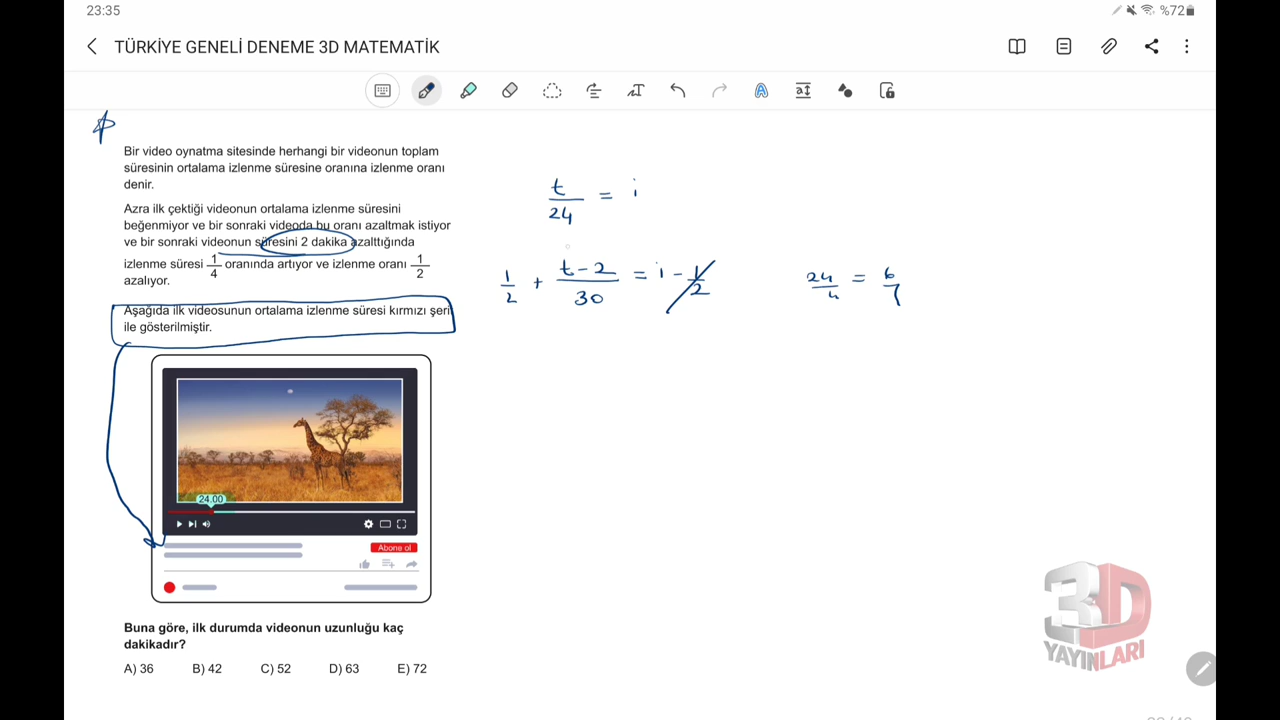 23:35
%72
TÜRKİYE GENELİ DENEME 3D MATEMATİK
Bir video oynatma sitesinde herhangi bir videonun toplam
süresinin ortalama izlenme süresine oranına izlenme oranı
denir.
Azra ilk çektiği videonun ortalama izlenme süresini
beğenmiyor ve bir sonraki videoda bu oranı azaltmak istiyor
ve bir sonraki videonun süresini 2 dakika azalttığında
izlenme süresi 1/4 oranında artıyor ve izlenme oranı 1/2
azalıyor.
Aşağıda ilk videosunun ortalama izlenme süresi kırmızı şerit
ile gösterilmiştir.
24.00
Abone ol
Buna göre, ilk durumda videonun uzunluğu kaç
dakikadır?
A) 36 B) 42 C) 52 D) 63 E) 72
t/24 = i
1/2 + t-2/30 = i - 1/2
24/4 = 6/1
3D
YAYINLARI